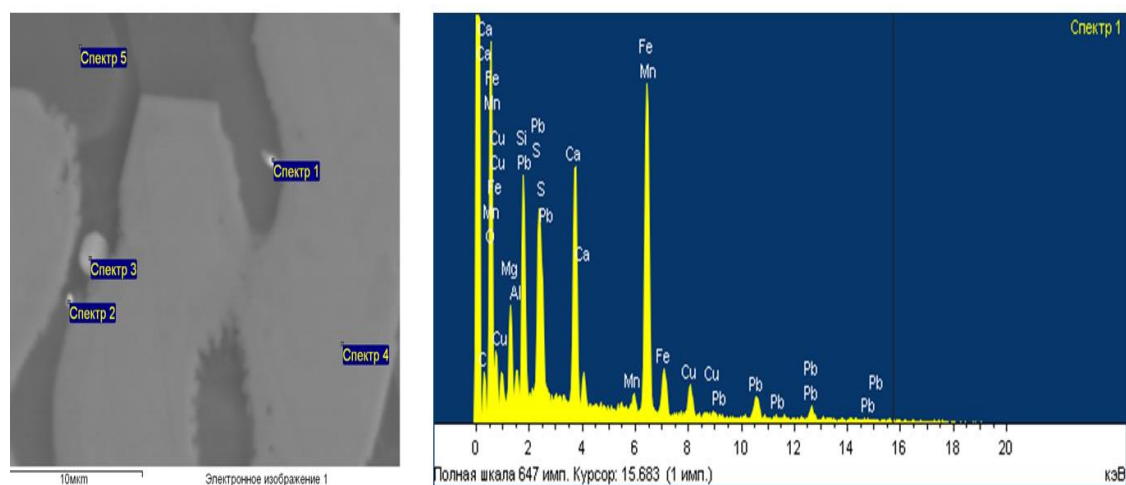 Спектр 5
Спектр 1
Спектр 3
Спектр 2
Спектр 4
10мкм
Электронное изображение 1
Спектр 1
Ca
Ca
Fe
Mn
Cu
Cu
Fe
Mn
O
C
Cu
Mg
Al
Si
Pb
Pb
S
S
Pb
Ca
Ca
Fe
Mn
Mn
Fe
Cu
Cu
Pb
Pb
Pb
Pb
Pb
Pb
Pb
0 2 4 6 8 10 12 14 16 18 20
Полная шкала 647 имп. Курсор: 15.683 (1 имп.)
кэВ